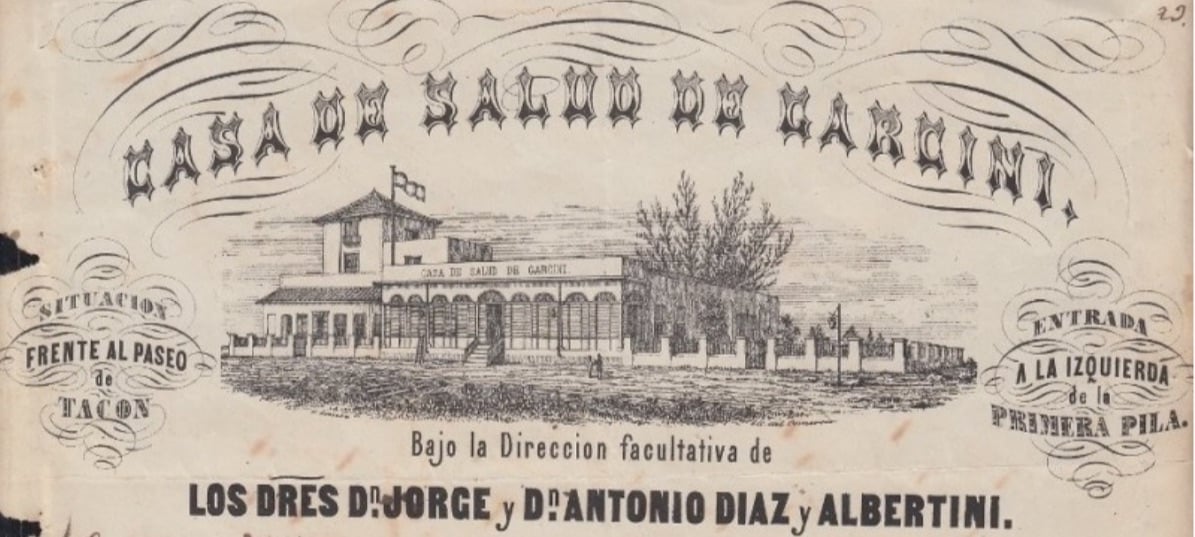 29.
CASA DE SALUD DE GARCINI.
CASA DE SALUD DE GARCINI.
SITUACION
FRENTE AL PASEO
de
TACON
ENTRADA
A LA IZQUIERDA
de la
PRIMERA PILA.
Bajo la Direccion facultativa de
LOS DRES Dn. JORGE y Dn. ANTONIO DIAZ y ALBERTINI.